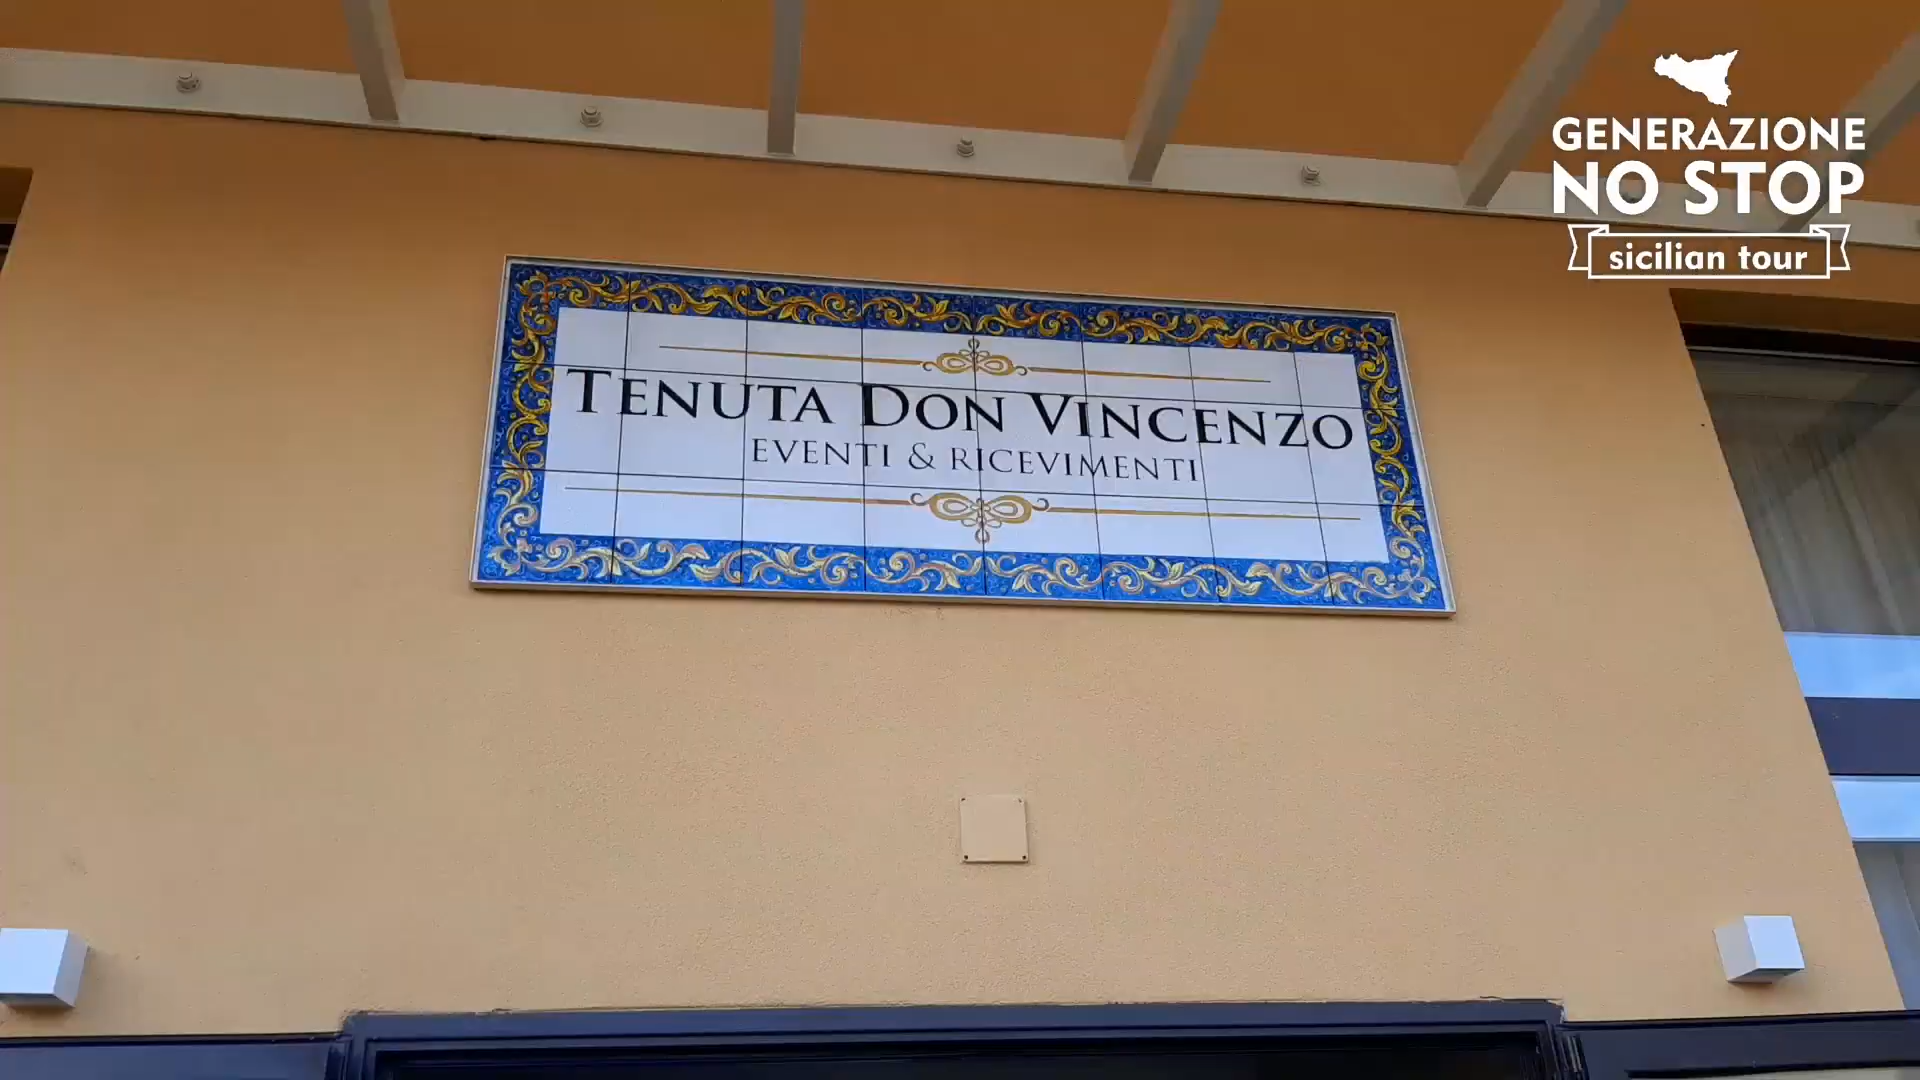 GENERAZIONE
NO STOP
sicilian tour
TENUTA DON VINCENZO
EVENTI & RICEVIMENTI